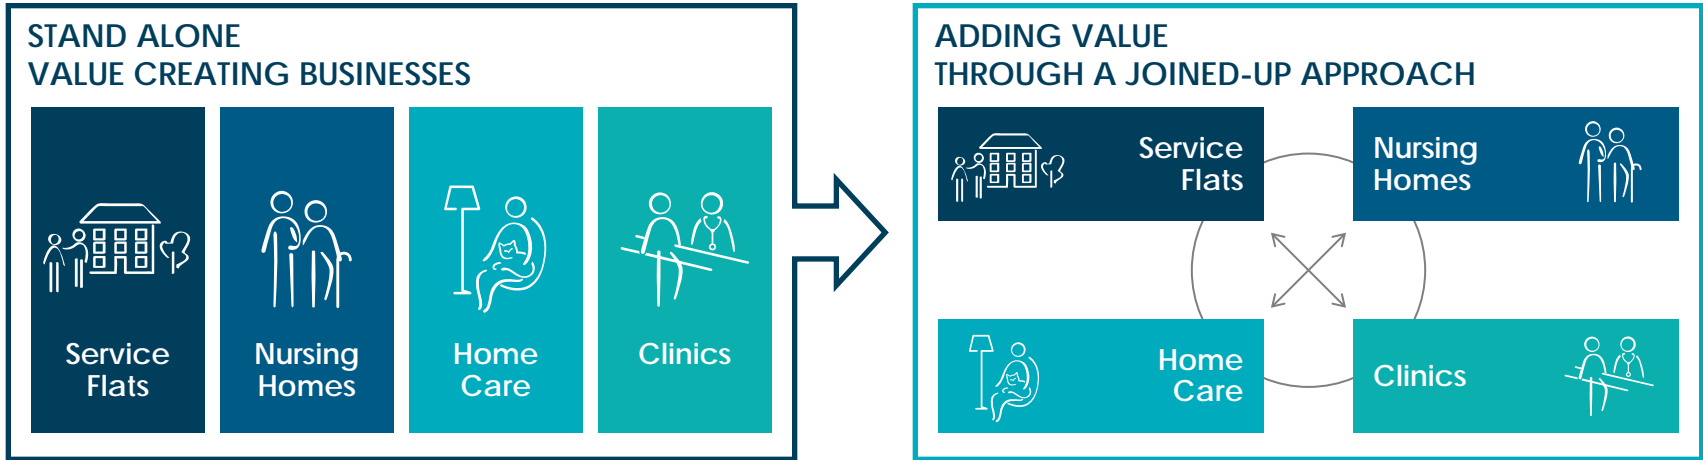 STAND ALONE
VALUE CREATING BUSINESSES
Service
Flats
Nursing
Homes
Home
Care
Clinics
ADDING VALUE
THROUGH A JOINED-UP APPROACH
Service
Flats
Nursing
Homes
Home
Care
Clinics